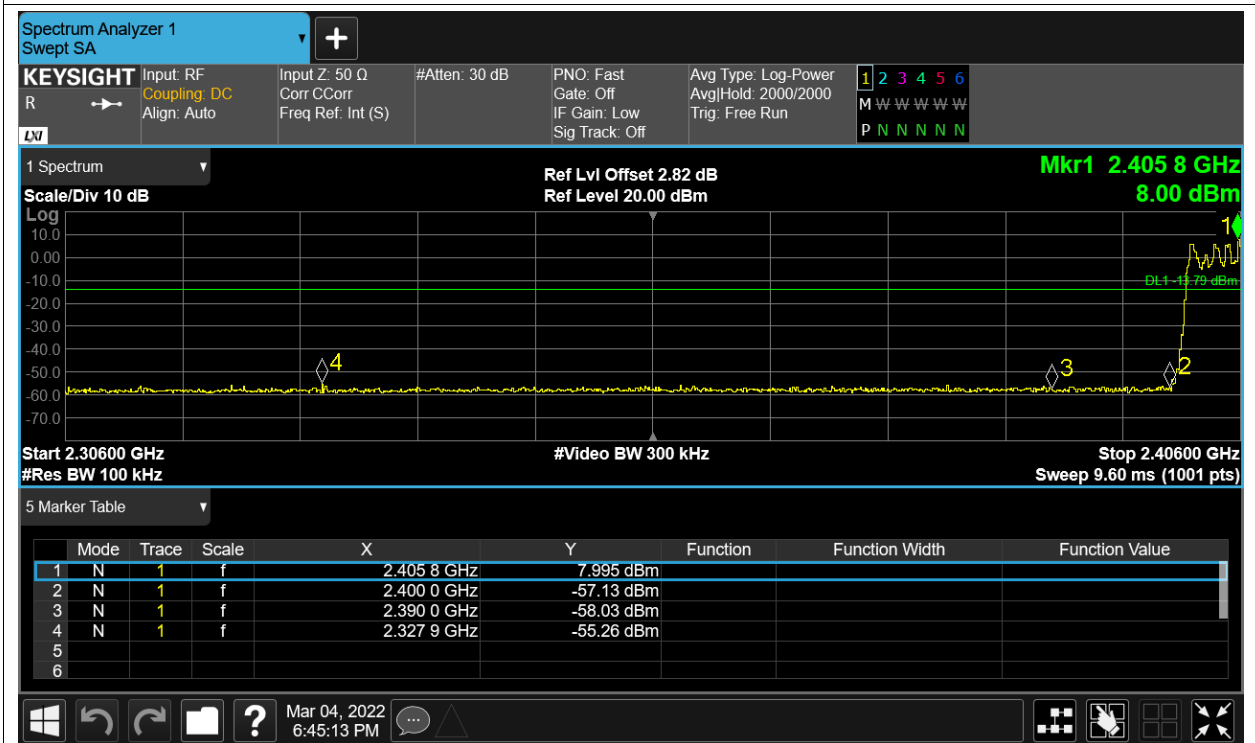 Spectrum Analyzer 1
Swept SA
KEYSIGHT
R
LXI
Input: RF
Coupling: DC
Align: Auto
Input Z: 50 Ω
Corr CCorr
Freq Ref: Int (S)
#Atten: 30 dB
PNO: Fast
Gate: Off
IF Gain: Low
Sig Track: Off
Avg Type: Log-Power
Avg|Hold: 2000/2000
Trig: Free Run
1 2 3 4 5 6
M W W W W W
P N N N N N
1 Spectrum
Scale/Div 10 dB
Ref Lvl Offset 2.82 dB
Ref Level 20.00 dBm
Mkr1 2.405 8 GHz
8.00 dBm
Log
10.0
0.00
-10.0
-20.0
-30.0
-40.0
-50.0
-60.0
-70.0
1
DL1 -13.79 dBm
4
3
2
Start 2.30600 GHz
#Video BW 300 kHz
Stop 2.40600 GHz
#Res BW 100 kHz
Sweep 9.60 ms (1001 pts)
5 Marker Table
Mode Trace Scale X Y Function Function Width Function Value
1 N 1 f 2.405 8 GHz 7.995 dBm
2 N 1 f 2.400 0 GHz -57.13 dBm
3 N 1 f 2.390 0 GHz -58.03 dBm
4 N 1 f 2.327 9 GHz -55.26 dBm
5
6
?
Mar 04, 2022
6:45:13 PM